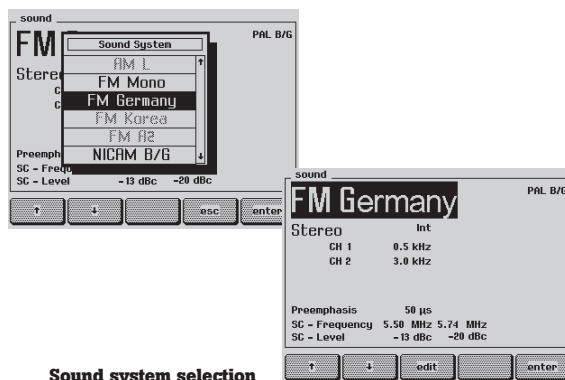 sound
FM
PAL B/G
Sound System
AM L
Stere
FM Mono
C
FM Germany
C
FM Korea
FM A2
Preemph
NICAM B/G
SC - Frequ
SC - Level -13 dBc -20 dBc
esc enter
sound
FM Germany
PAL B/G
Stereo Int
CH 1 0.5 kHz
CH 2 3.0 kHz
Preemphasis 50 µs
SC - Frequency 5.50 MHz 5.74 MHz
SC - Level -13 dBc -20 dBc
edit enter
Sound system selection